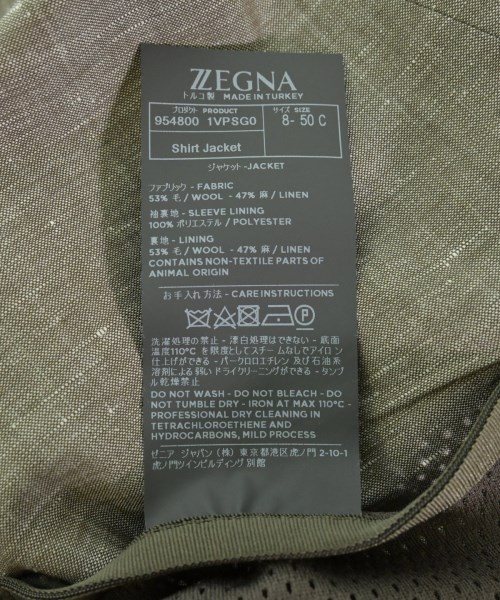 ZZEGNA
トルコ製 MADE IN TURKEY
プロダクト PRODUCT
サイズ SIZE
954800 1VPSG0
8- 50 C
Shirt Jacket
ジャケット-JACKET
ファブリック - FABRIC
53% 毛 / WOOL - 47% 麻 / LINEN
袖裏地 - SLEEVE LINING
100% ポリエステル / POLYESTER
裏地 - LINING
53% 毛 / WOOL - 47% 麻 / LINEN
CONTAINS NON-TEXTILE PARTS OF
ANIMAL ORIGIN
お手入れ方法 - CARE INSTRUCTIONS
P
洗濯処理の禁止 - 漂白処理はできない - 底面
温度110°C を限度としてスチームなしでアイロン
仕上げができる - パークロロエチレン 及び石油系
溶剤による弱い ドライクリーニングができる - タンブ
ル乾燥禁止
DO NOT WASH - DO NOT BLEACH - DO
NOT TUMBLE DRY - IRON AT MAX 110°C -
PROFESSIONAL DRY CLEANING IN
TETRACHLOROETHENE AND
HYDROCARBONS, MILD PROCESS
ゼニア ジャパン (株) 東京都港区虎ノ門 2-10-1
虎ノ門ツインビルディング 別館